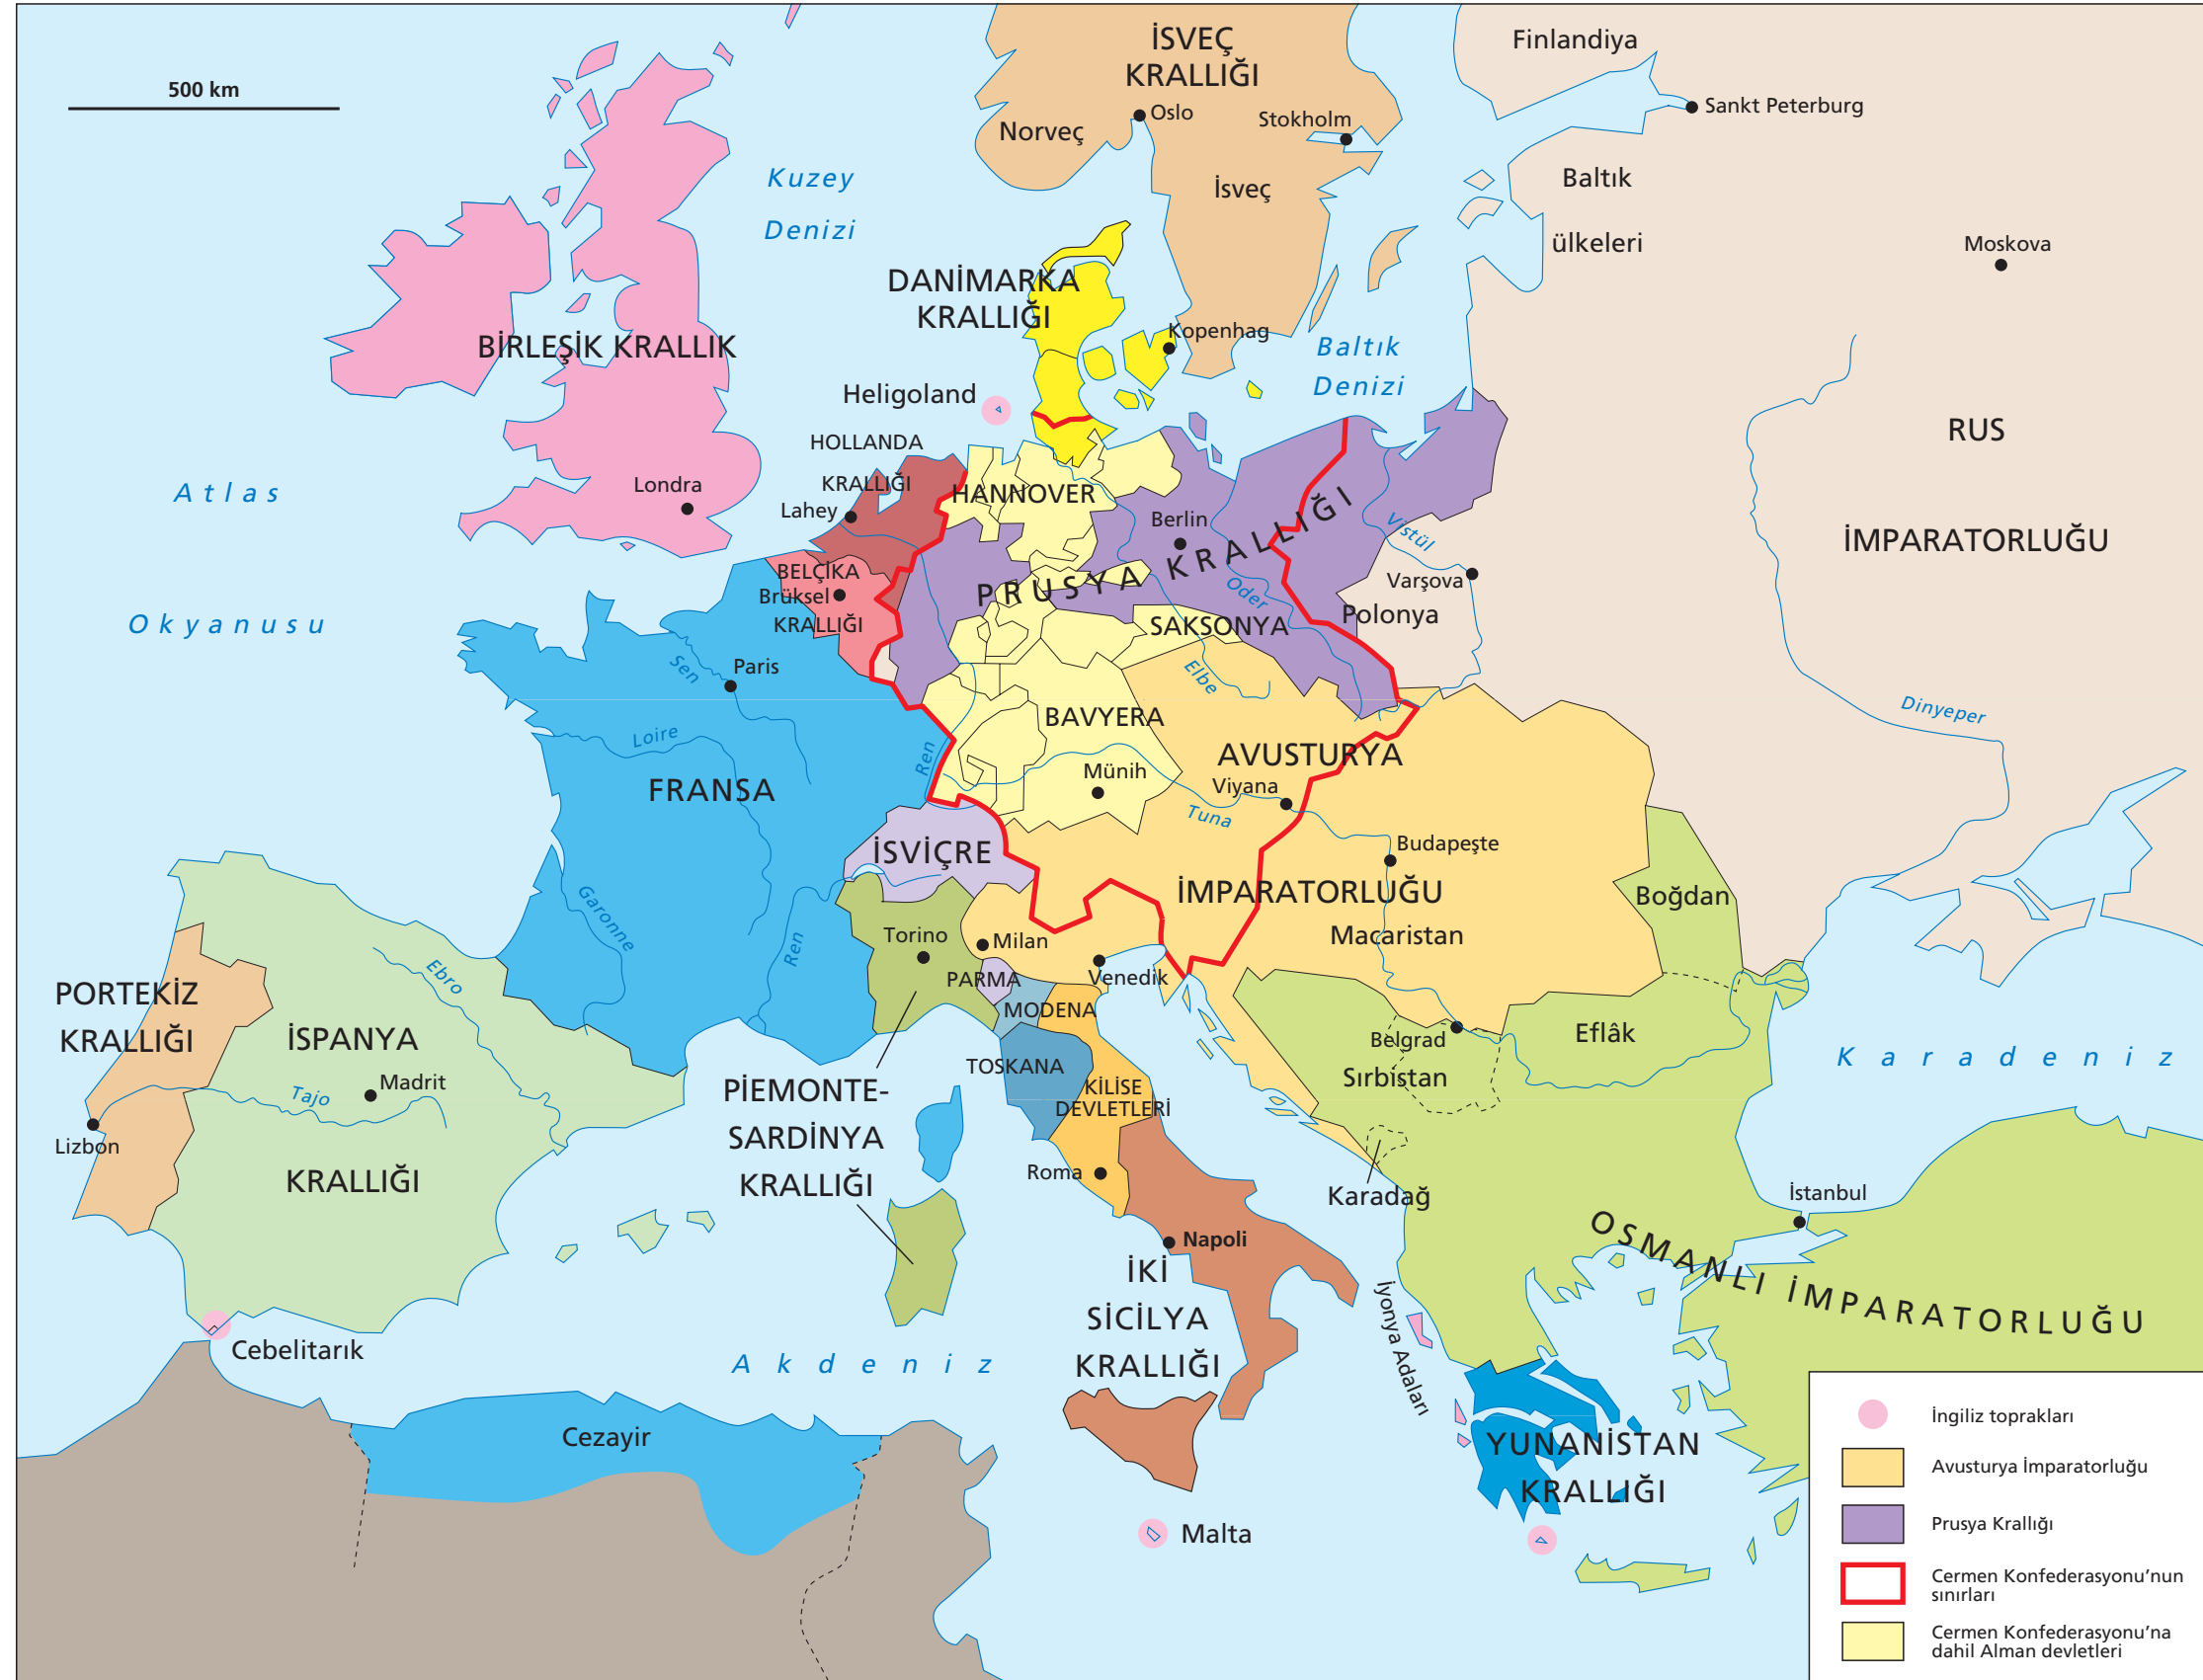 500 km
İSVEÇ
KRALLIĞI
Oslo
Norveç
Stokholm
İsveç
Finlandiya
Sankt Peterburg
Baltık
ülkeleri
Moskova
Kuzey
Denizi
DANİMARKA
KRALLIĞI
Kopenhag
Baltık
Denizi
BİRLEŞİK KRALLIK
Londra
Heligoland
HOLLANDA
KRALLIĞI
Lahey
HANNOVER
Berlin
PRUSYA KRALLIĞI
Vistül
Varşova
Polonya
Oder
RUS
İMPARATORLUĞU
Dinyeper
Atlas
Okyanusu
BELÇİKA
Brüksel
KRALLIĞI
SAKSONYA
Elbe
Sen
Paris
Loire
FRANSA
Garonne
Ren
Ren
BAVYERA
Münih
AVUSTURYA
Viyana
Tuna
Budapeşte
İMPARATORLUĞU
Macaristan
Boğdan
İSVİÇRE
Torino
Milan
Venedik
PARMA
MODENA
TOSKANA
KİLİSE
DEVLETLERİ
Roma
PİEMONTE-
SARDİNYA
KRALLIĞI
Napoli
İKİ
SİCİLYA
KRALLIĞI
Belgrad
Sırbistan
Eflâk
Karadağ
Karadeniz
İstanbul
OSMANLI İMPARATORLUĞU
İyonya Adaları
YUNANİSTAN
KRALLIĞI
PORTEKİZ
KRALLIĞI
Lizbon
İSPANYA
Madrit
KRALLIĞI
Ebro
Tajo
Cebelitarık
Akdeniz
Cezayir
Malta
İngiliz toprakları
Avusturya İmparatorluğu
Prusya Krallığı
Cermen Konfederasyonu’nun
sınırları
Cermen Konfederasyonu’na
dahil Alman devletleri